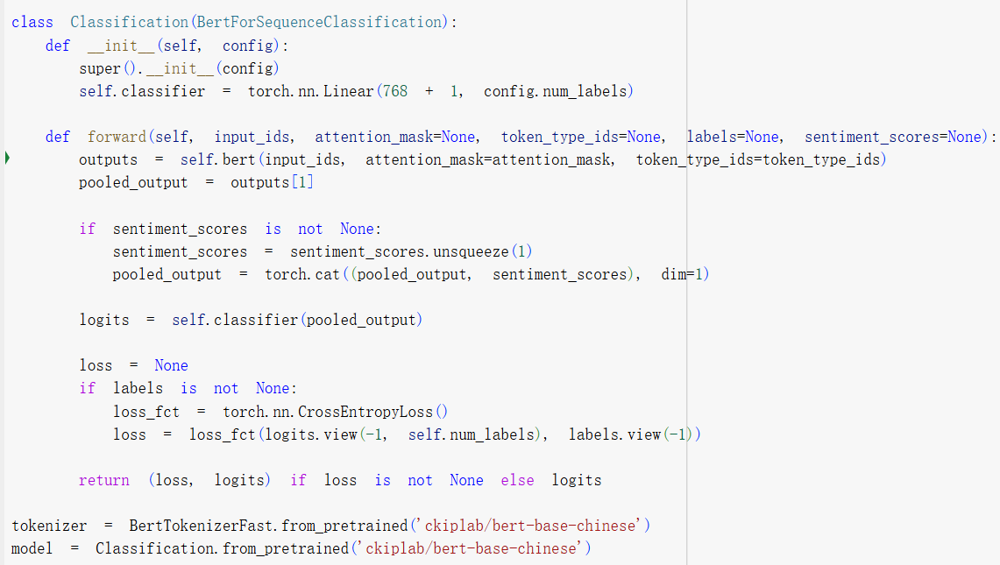 class Classification(BertForSequenceClassification):
    def __init__(self, config):
        super().__init__(config)
        self.classifier = torch.nn.Linear(768 + 1, config.num_labels)
    def forward(self, input_ids, attention_mask=None, token_type_ids=None, labels=None, sentiment_scores=None):
        outputs = self.bert(input_ids, attention_mask=attention_mask, token_type_ids=token_type_ids)
        pooled_output = outputs[1]
        if sentiment_scores is not None:
            sentiment_scores = sentiment_scores.unsqueeze(1)
            pooled_output = torch.cat((pooled_output, sentiment_scores), dim=1)
        logits = self.classifier(pooled_output)
        loss = None
        if labels is not None:
            loss_fct = torch.nn.CrossEntropyLoss()
            loss = loss_fct(logits.view(-1, self.num_labels), labels.view(-1))
        return (loss, logits) if loss is not None else logits
tokenizer = BertTokenizerFast.from_pretrained('ckiplab/bert-base-chinese')
model = Classification.from_pretrained('ckiplab/bert-base-chinese')